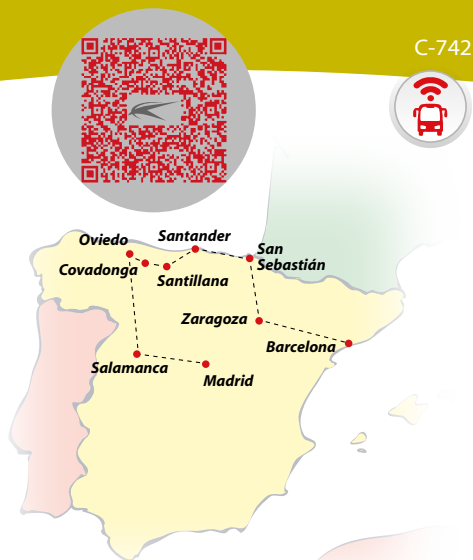 C-742
Oviedo
Santander
San
Sebastián
Covadonga
Santillana
Zaragoza
Barcelona
Salamanca
Madrid